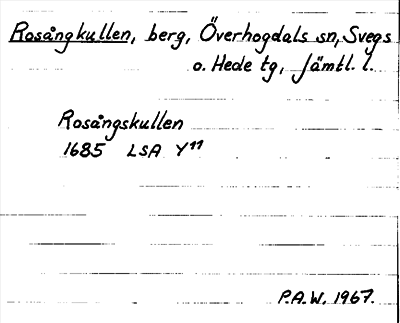 Rosångkullen, berg, Överhogdals sn, Svegs
o. Hede tg, Jämtl. l.
Rosångskullen
1685 LSA Y¹¹
P.A.W. 1967.